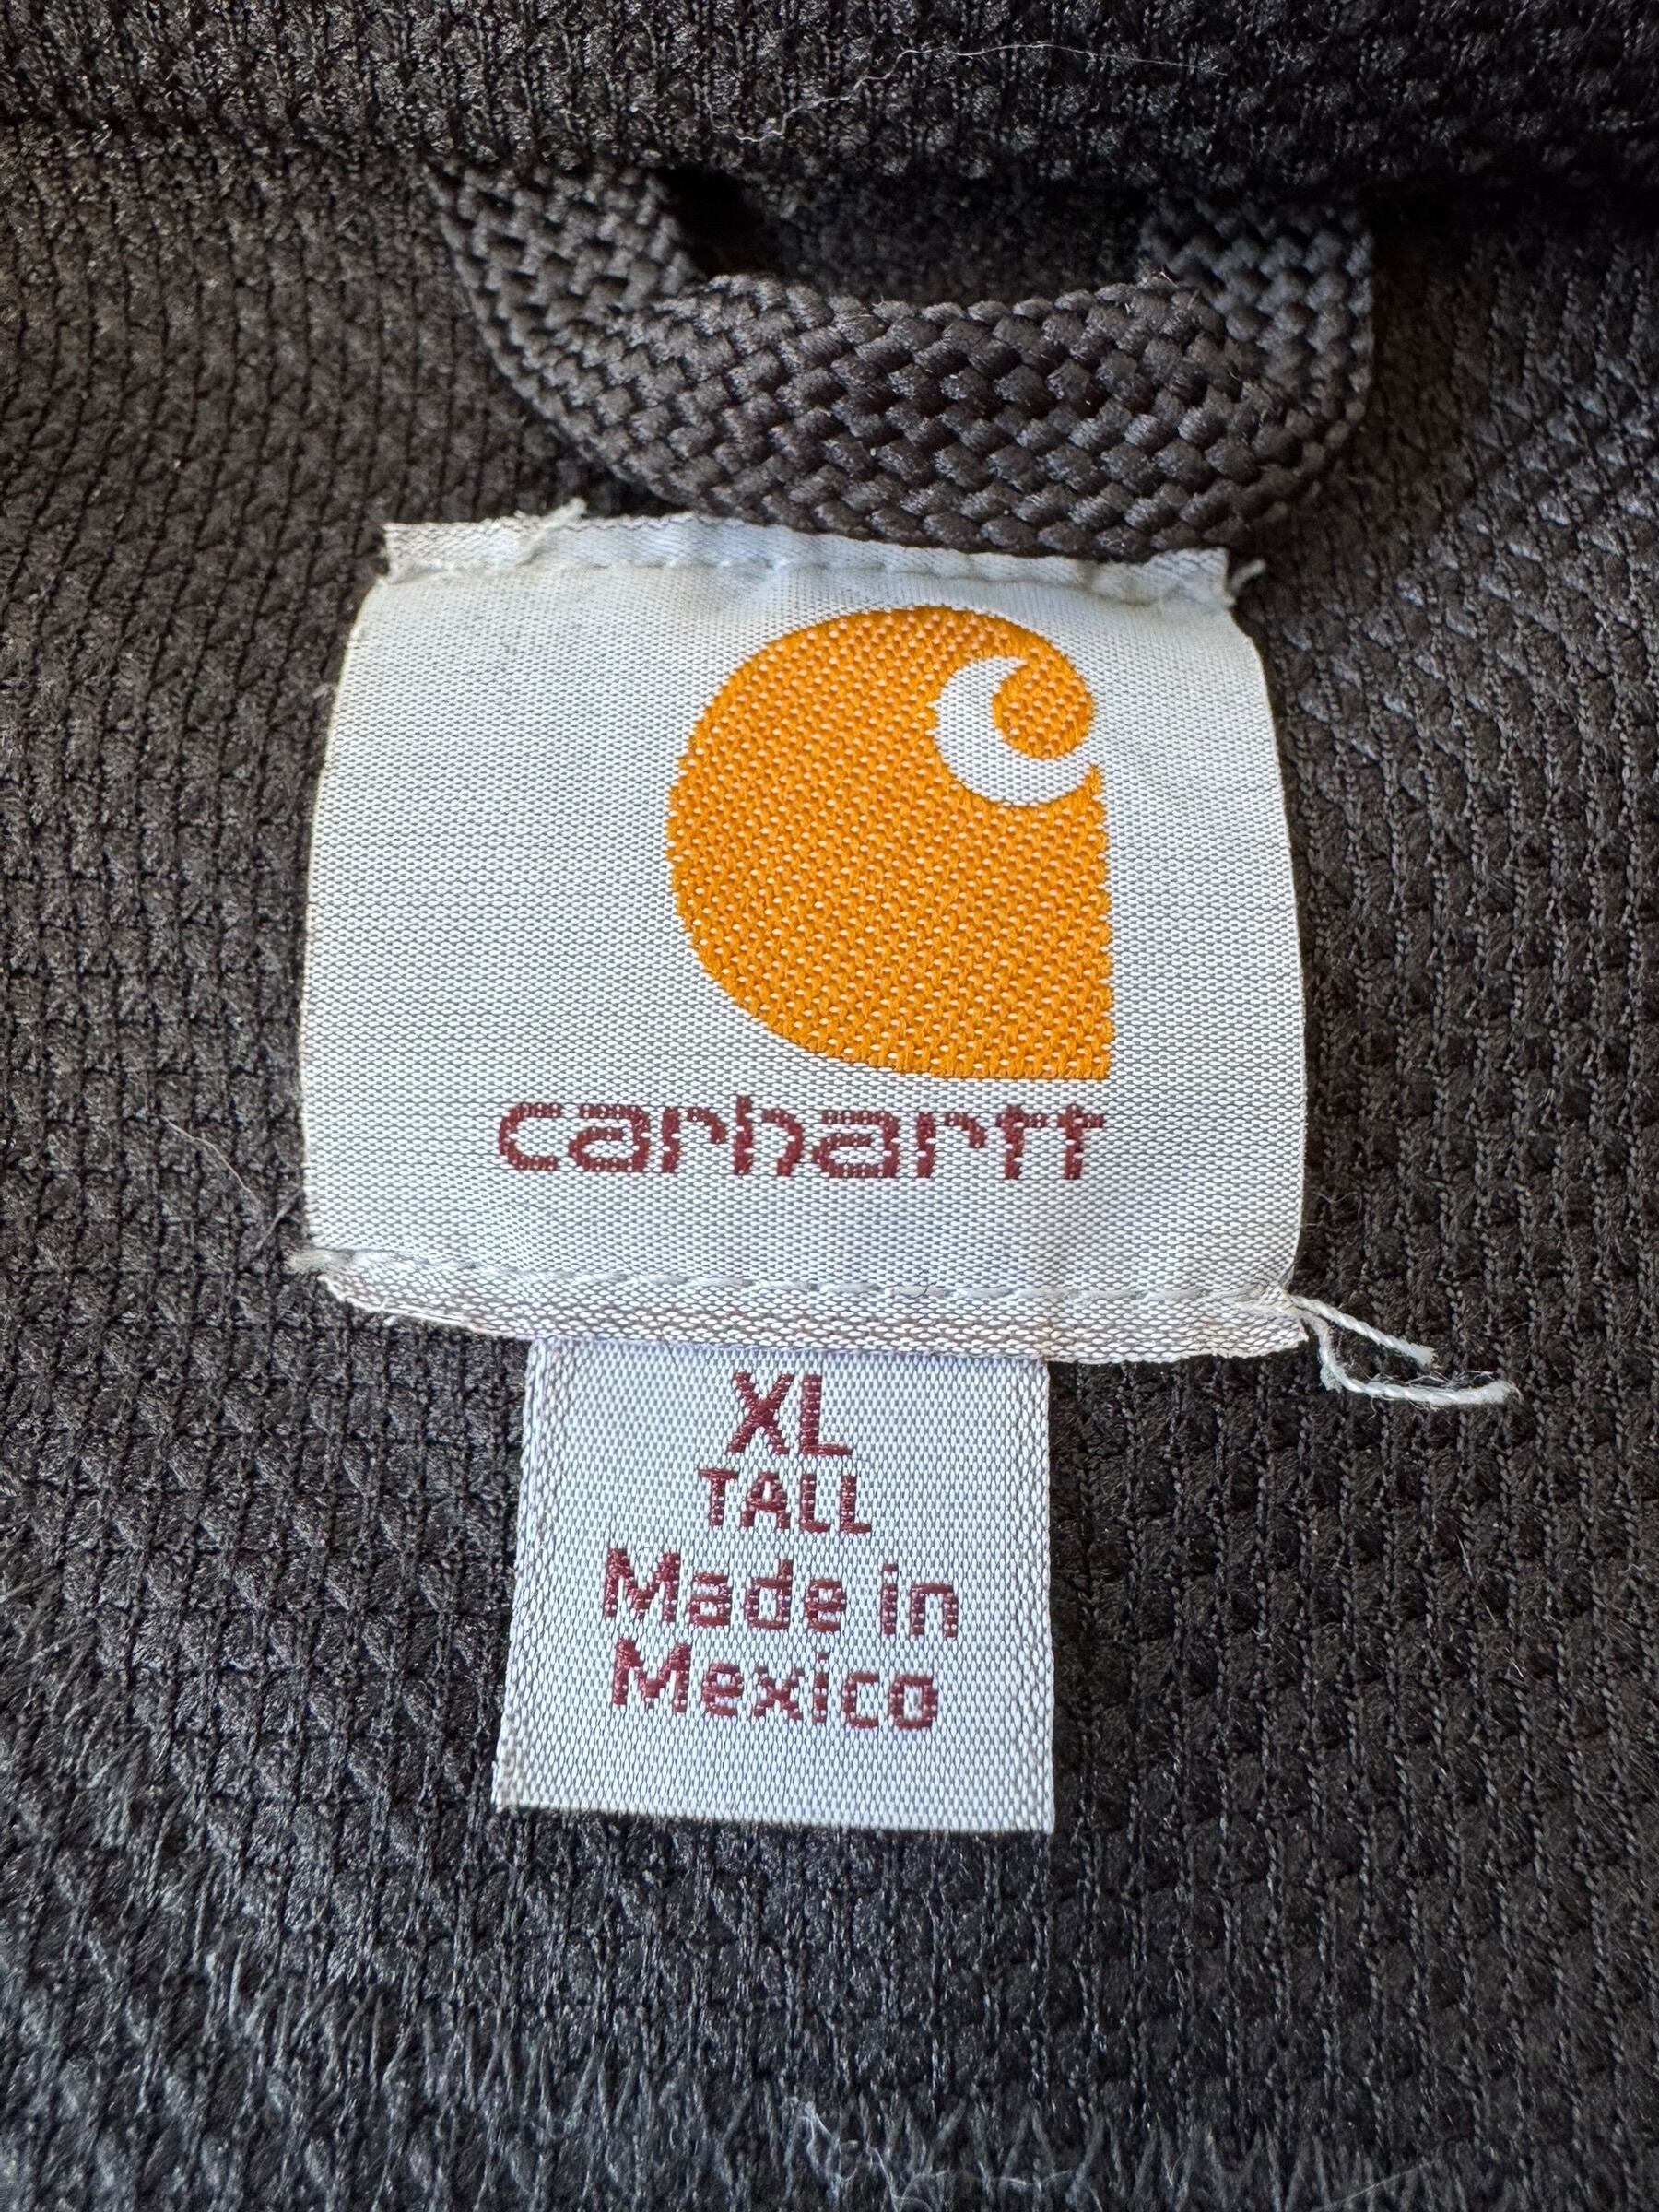 carhartt
XL
TALL
Made in
Mexico